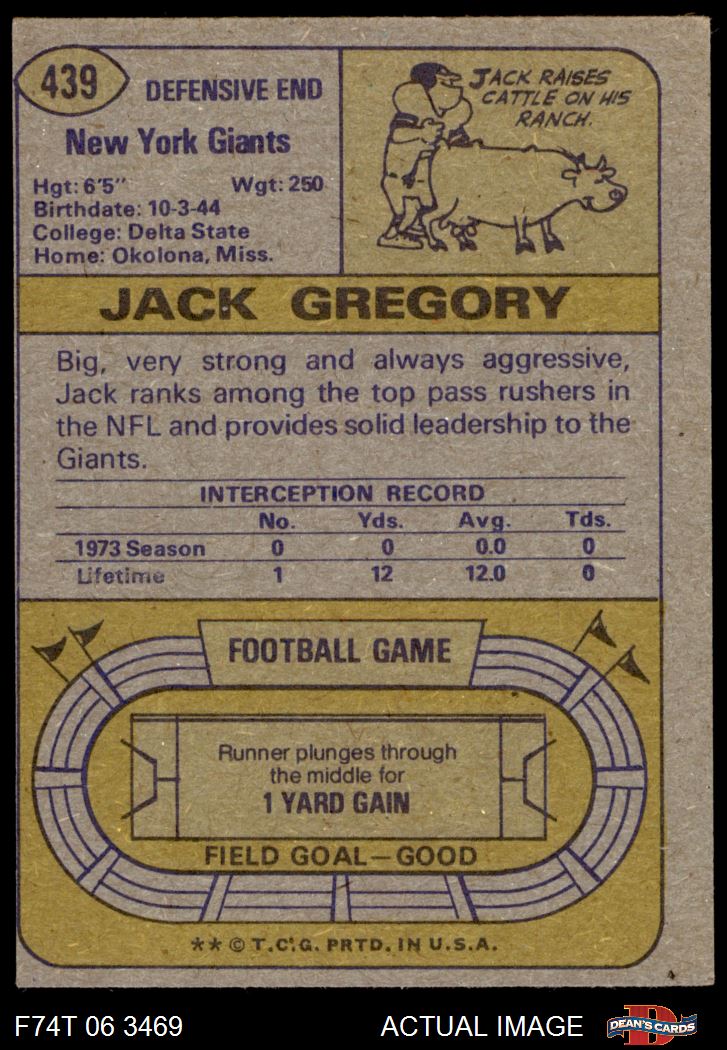 439
DEFENSIVE END
New York Giants
Hgt: 6'5"  Wgt: 250
Birthdate: 10-3-44
College: Delta State
Home: Okolona, Miss.
JACK RAISES
CATTLE ON HIS
RANCH.
JACK GREGORY
Big, very strong and always aggressive,
Jack ranks among the top pass rushers in
the NFL and provides solid leadership to the
Giants.
INTERCEPTION RECORD
No. Yds. Avg. Tds.
1973 Season 0 0 0.0 0
Lifetime 1 12 12.0 0
FOOTBALL GAME
Runner plunges through
the middle for
1 YARD GAIN
FIELD GOAL—GOOD
** © T.C.G. PRTD. IN U.S.A.
F74T 06 3469
ACTUAL IMAGE
D
DEAN'S CARDS